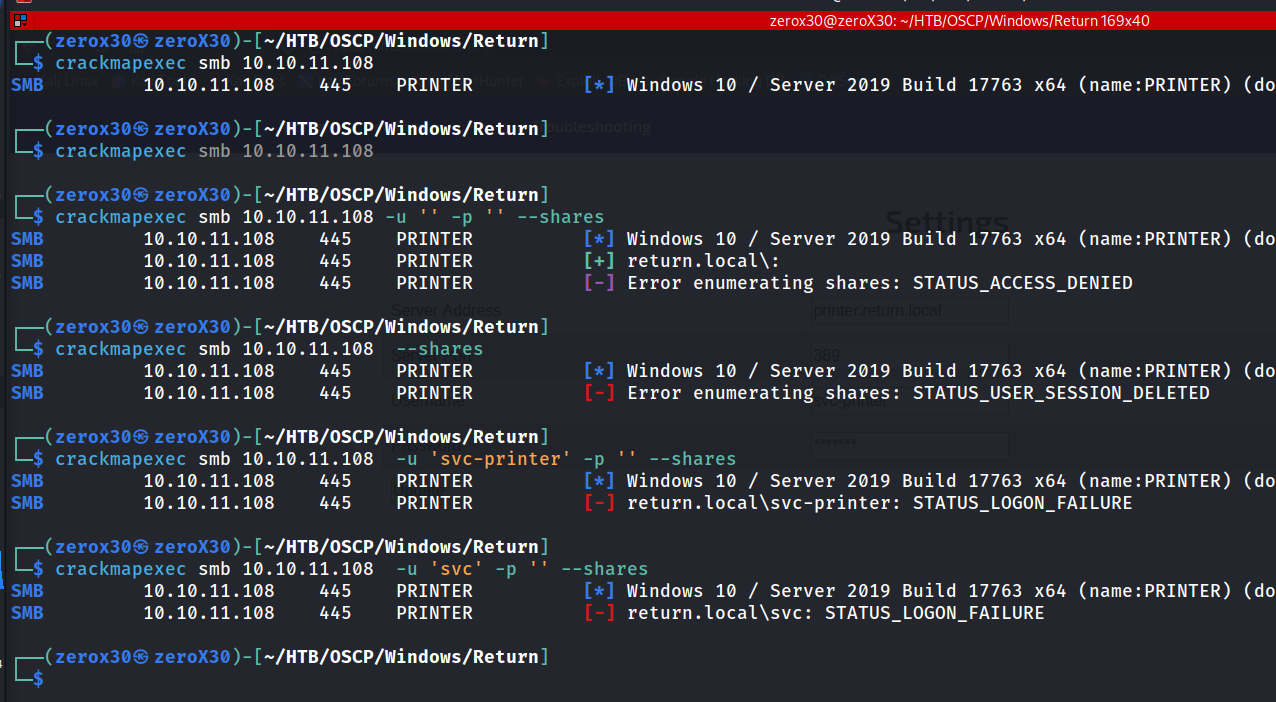 zerox30@zeroX30: ~/HTB/OSCP/Windows/Return 169x40
┌──(zerox30㉿zeroX30)-[~/HTB/OSCP/Windows/Return]
└─$ crackmapexec smb 10.10.11.108
SMB 10.10.11.108 445 PRINTER [*] Windows 10 / Server 2019 Build 17763 x64 (name:PRINTER) (do
┌──(zerox30㉿zeroX30)-[~/HTB/OSCP/Windows/Return]
oubleshooting
└─$ crackmapexec smb 10.10.11.108
┌──(zerox30㉿zeroX30)-[~/HTB/OSCP/Windows/Return]
└─$ crackmapexec smb 10.10.11.108 -u '' -p '' --shares
Settings
SMB 10.10.11.108 445 PRINTER [*] Windows 10 / Server 2019 Build 17763 x64 (name:PRINTER) (do
SMB 10.10.11.108 445 PRINTER [+] return.local\:
SMB 10.10.11.108 445 PRINTER [-] Error enumerating shares: STATUS_ACCESS_DENIED
Server Address printer.return.local
┌──(zerox30㉿zeroX30)-[~/HTB/OSCP/Windows/Return]
└─$ crackmapexec smb 10.10.11.108  --shares
389
SMB 10.10.11.108 445 PRINTER [*] Windows 10 / Server 2019 Build 17763 x64 (name:PRINTER) (do
SMB 10.10.11.108 445 PRINTER [-] Error enumerating shares: STATUS_USER_SESSION_DELETED
┌──(zerox30㉿zeroX30)-[~/HTB/OSCP/Windows/Return]
*******
└─$ crackmapexec smb 10.10.11.108  -u 'svc-printer' -p '' --shares
SMB 10.10.11.108 445 PRINTER [*] Windows 10 / Server 2019 Build 17763 x64 (name:PRINTER) (do
SMB 10.10.11.108 445 PRINTER [-] return.local\svc-printer: STATUS_LOGON_FAILURE
┌──(zerox30㉿zeroX30)-[~/HTB/OSCP/Windows/Return]
└─$ crackmapexec smb 10.10.11.108  -u 'svc' -p '' --shares
SMB 10.10.11.108 445 PRINTER [*] Windows 10 / Server 2019 Build 17763 x64 (name:PRINTER) (do
SMB 10.10.11.108 445 PRINTER [-] return.local\svc: STATUS_LOGON_FAILURE
┌──(zerox30㉿zeroX30)-[~/HTB/OSCP/Windows/Return]
└─$